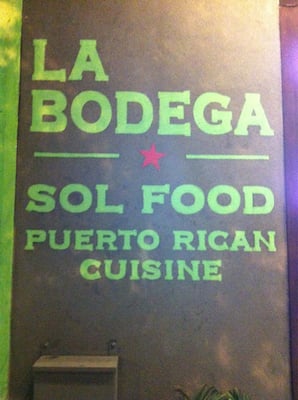 LA
BODEGA
SOL FOOD
PUERTO RICAN
CUISINE